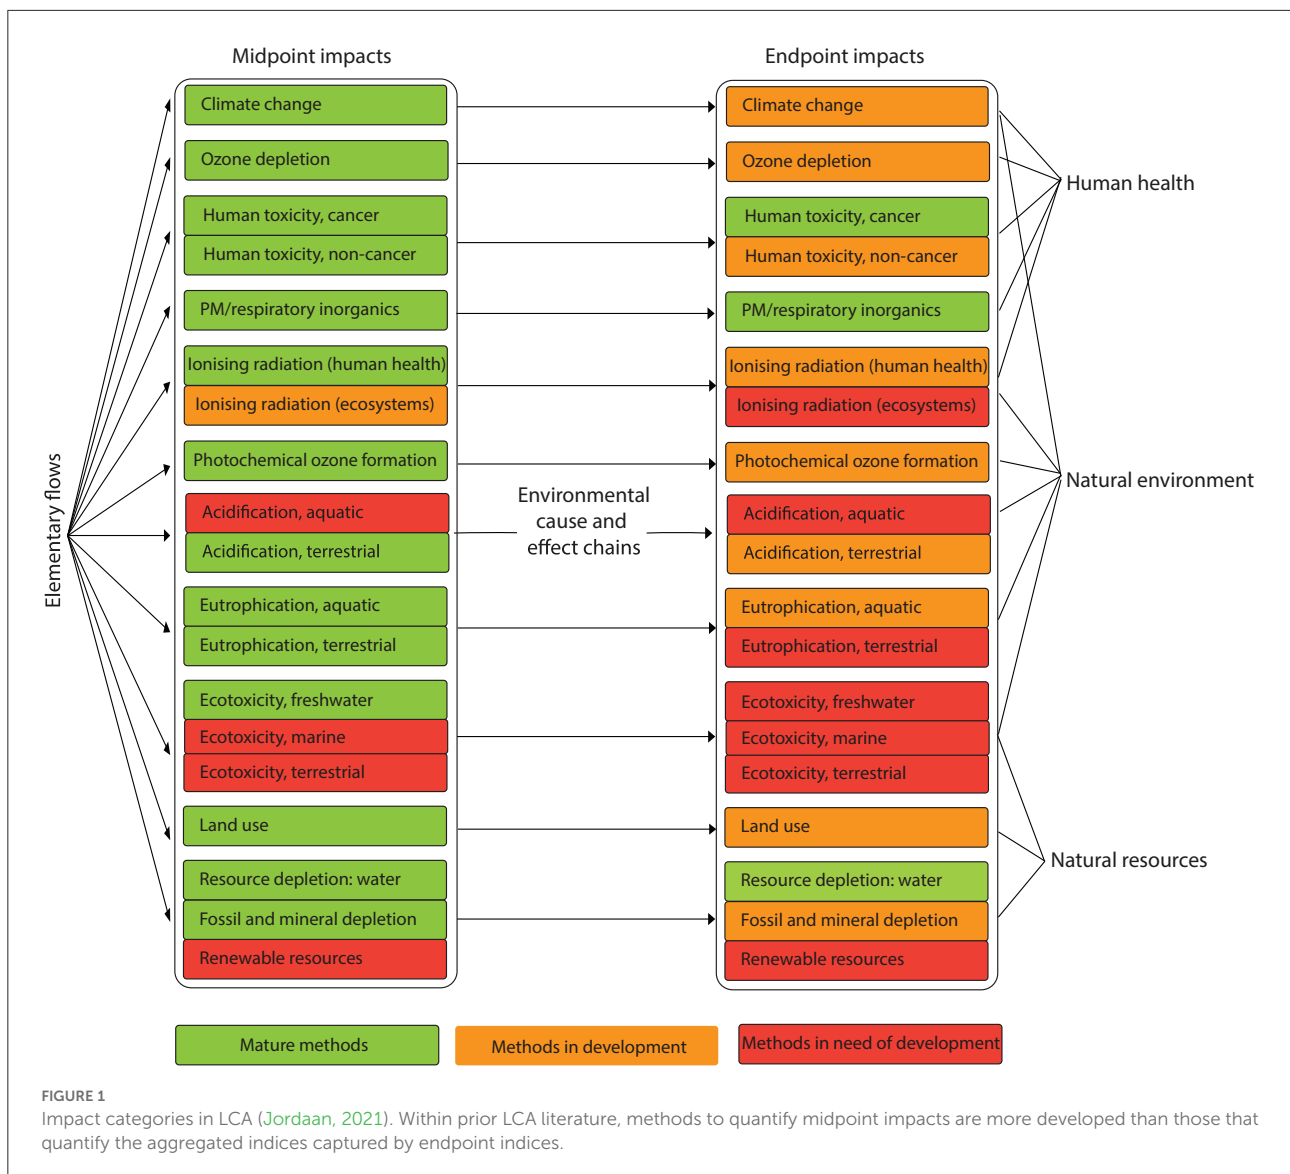 Midpoint impacts
Endpoint impacts
Elementary flows
Climate change
Ozone depletion
Human toxicity, cancer
Human toxicity, non-cancer
PM/respiratory inorganics
Ionising radiation (human health)
Ionising radiation (ecosystems)
Photochemical ozone formation
Acidification, aquatic
Acidification, terrestrial
Eutrophication, aquatic
Eutrophication, terrestrial
Ecotoxicity, freshwater
Ecotoxicity, marine
Ecotoxicity, terrestrial
Land use
Resource depletion: water
Fossil and mineral depletion
Renewable resources
Environmental
cause and
effect chains
Climate change
Ozone depletion
Human toxicity, cancer
Human toxicity, non-cancer
PM/respiratory inorganics
Ionising radiation (human health)
Ionising radiation (ecosystems)
Photochemical ozone formation
Acidification, aquatic
Acidification, terrestrial
Eutrophication, aquatic
Eutrophication, terrestrial
Ecotoxicity, freshwater
Ecotoxicity, marine
Ecotoxicity, terrestrial
Land use
Resource depletion: water
Fossil and mineral depletion
Renewable resources
Human health
Natural environment
Natural resources
Mature methods
Methods in development
Methods in need of development
FIGURE 1
Impact categories in LCA (Jordaan, 2021). Within prior LCA literature, methods to quantify midpoint impacts are more developed than those that
quantify the aggregated indices captured by endpoint indices.